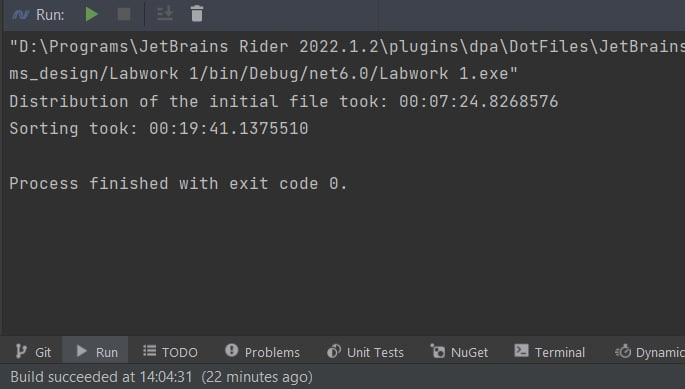 Run:
"D:\Programs\JetBrains Rider 2022.1.2\plugins\dpa\DotFiles\JetBrains
ms_design/Labwork 1/bin/Debug/net6.0/Labwork 1.exe"
Distribution of the initial file took: 00:07:24.8268576
Sorting took: 00:19:41.1375510
Process finished with exit code 0.
Git Run TODO Problems Unit Tests NuGet Terminal Dynamic
Build succeeded at 14:04:31 (22 minutes ago)